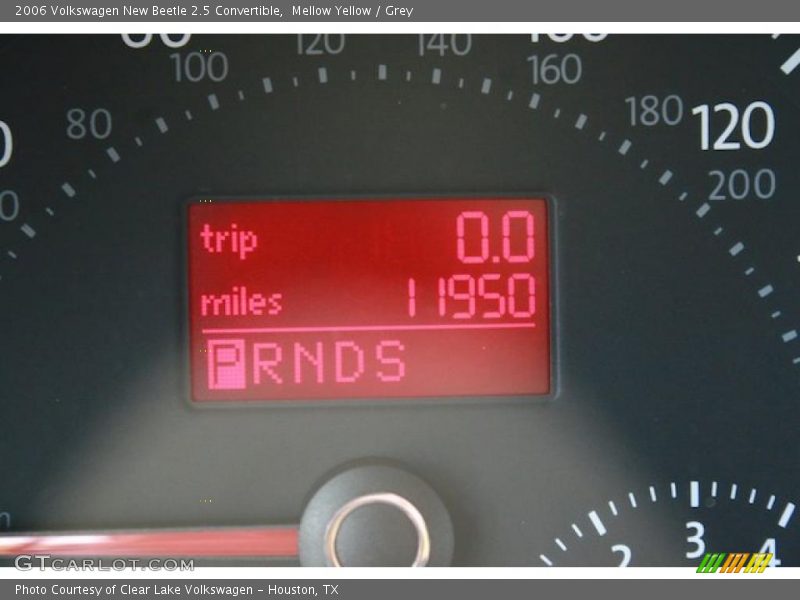 2006 Volkswagen New Beetle 2.5 Convertible,  Mellow Yellow / Grey
120 140
100 160
80 180 120
200
trip 0.0
miles 11950
PRNDS
2 3 4
GTCARLOT.COM
Photo Courtesy of Clear Lake Volkswagen - Houston, TX